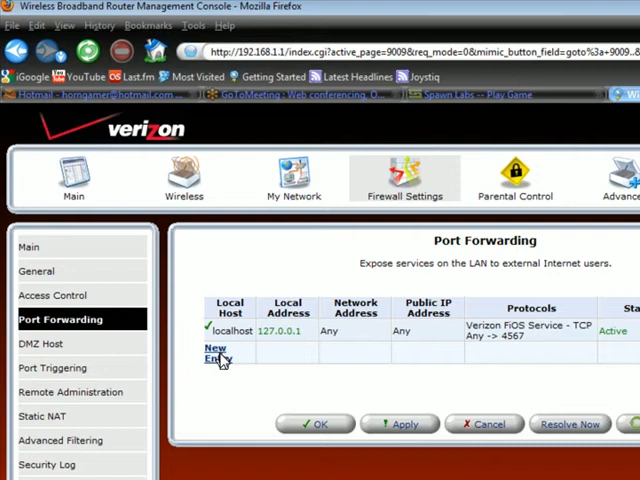 Wireless Broadband Router Management Console - Mozilla Firefox
File Edit View History Bookmarks Tools Help
http://192.168.1.1/index.cgi?active_page=9009&req_mode=0&mimic_button_field=goto%3a+9009..
iGoogle YouTube Last.fm Most Visited Getting Started Latest Headlines Joystiq
Hotmail - horngamer@hotmail.com ... GoToMeeting : Web conferencing, O... Spawn Labs -- Play Game Wi
verizon
Main Wireless My Network Firewall Settings Parental Control Advance
Main
General
Access Control
Port Forwarding
DMZ Host
Port Triggering
Remote Administration
Static NAT
Advanced Filtering
Security Log
Port Forwarding
Expose services on the LAN to external Internet users.
Local Host Local Address Network Address Public IP Address Protocols Sta
localhost 127.0.0.1 Any Any Verizon FiOS Service - TCP Any -> 4567 Active
New
Entry
OK Apply Cancel Resolve Now